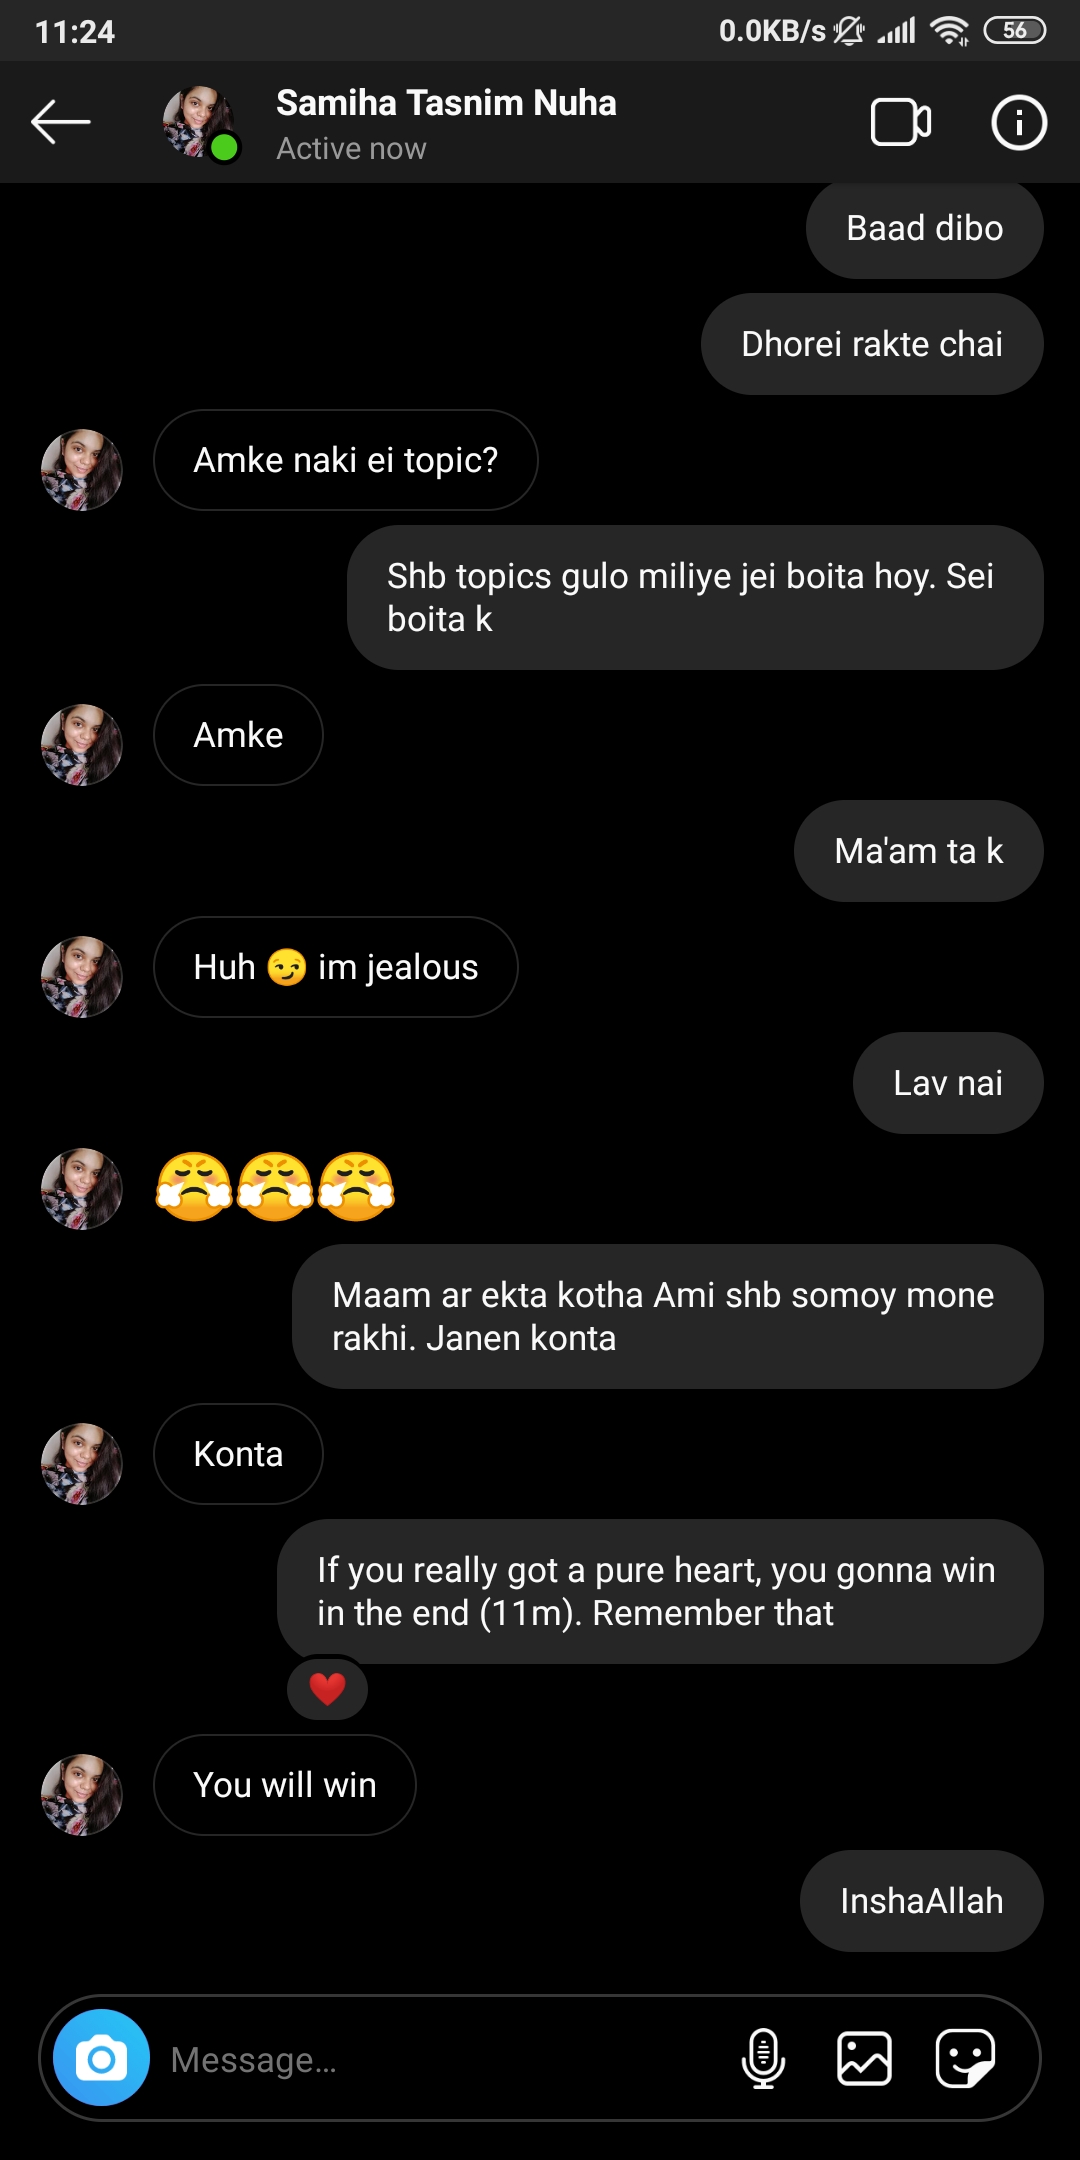 11:24
0.0KB/s
56
Samiha Tasnim Nuha
Active now
Baad dibo
Dhorei rakte chai
Amke naki ei topic?
Shb topics gulo miliye jei boita hoy. Sei
boita k
Amke
Ma'am ta k
Huh 😏 im jealous
Lav nai
😤😤😤
Maam ar ekta kotha Ami shb somoy mone
rakhi. Janen konta
Konta
If you really got a pure heart, you gonna win
in the end (11m). Remember that
❤️
You will win
InshaAllah
Message...